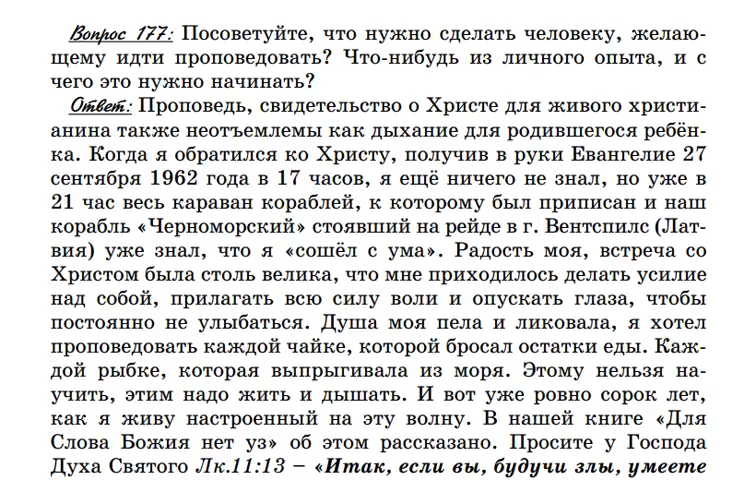 Вопрос 177: Посоветуйте, что нужно сделать человеку, желаю-
щему идти проповедовать? Что-нибудь из личного опыта, и с
чего это нужно начинать?
Ответ: Проповедь, свидетельство о Христе для живого христи-
анина также неотъемлемы как дыхание для родившегося ребён-
ка. Когда я обратился ко Христу, получив в руки Евангелие 27
сентября 1962 года в 17 часов, я ещё ничего не знал, но уже в
21 час весь караван кораблей, к которому был приписан и наш
корабль «Черноморский» стоявший на рейде в г. Вентспилс (Лат-
вия) уже знал, что я «сошёл с ума». Радость моя, встреча со
Христом была столь велика, что мне приходилось делать усилие
над собой, прилагать всю силу воли и опускать глаза, чтобы
постоянно не улыбаться. Душа моя пела и ликовала, я хотел
проповедовать каждой чайке, которой бросал остатки еды. Каж-
дой рыбке, которая выпрыгивала из моря. Этому нельзя на-
учить, этим надо жить и дышать. И вот уже ровно сорок лет,
как я живу настроенный на эту волну. В нашей книге «Для
Слова Божия нет уз» об этом рассказано. Просите у Господа
Духа Святого Лк.11:13 – «Итак, если вы, будучи злы, умеете